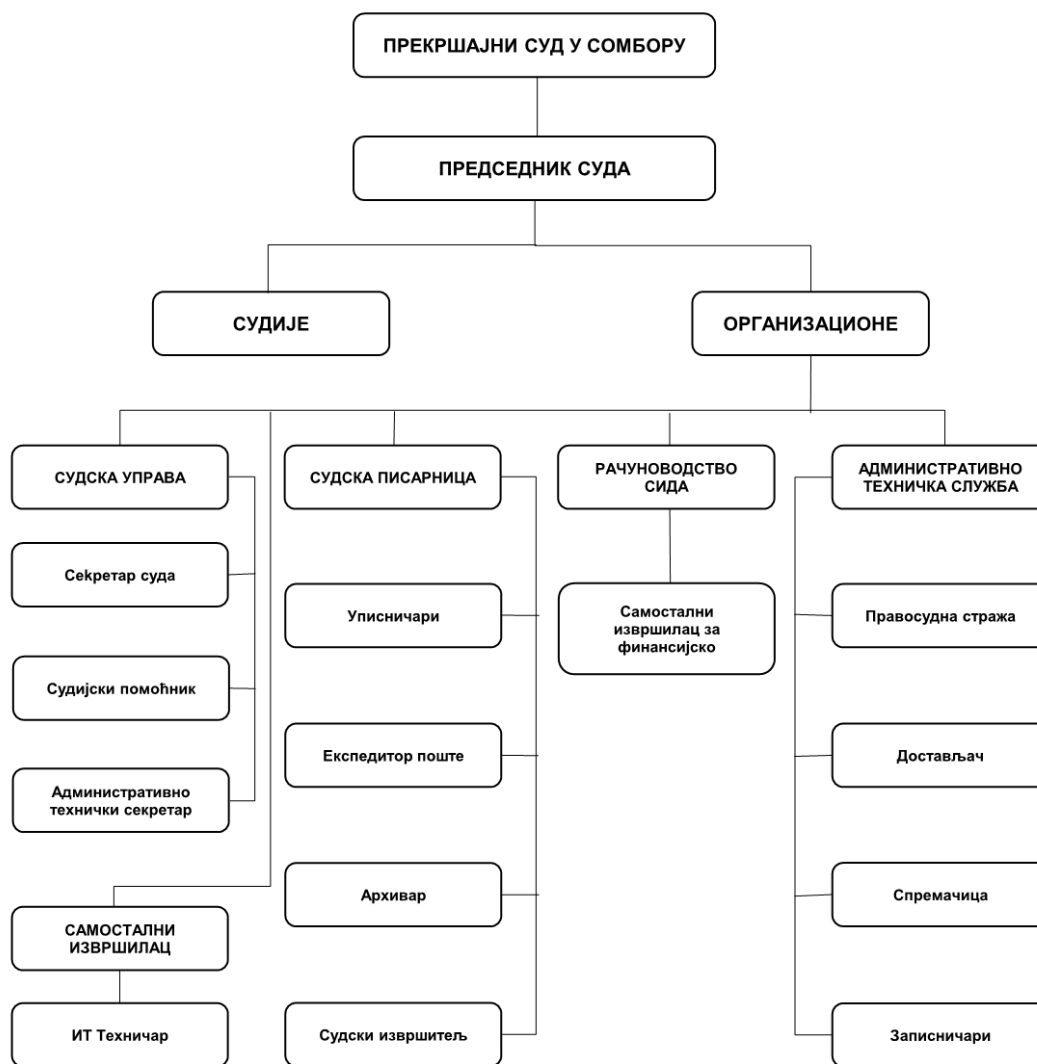 ПРЕКРШАЈНИ СУД У СОМБОРУ
ПРЕДСЕДНИК СУДА
СУДИЈЕ
ОРГАНИЗАЦИОНЕ
СУДСКА УПРАВА
СУДСКА ПИСАРНИЦА
РАЧУНОВОДСТВО
СИДА
АДМИНИСТРАТИВНО
ТЕХНИЧКА СЛУЖБА
Секретар суда
Уписничари
Самостални
извршилац за
финансијско
Правосудна стража
Судијски помоћник
Експедитор поште
Достављач
Административно
технички секретар
Архивар
Спремачица
САМОСТАЛНИ
ИЗВРШИЛАЦ
ИТ Техничар
Судски извршитељ
Записничари